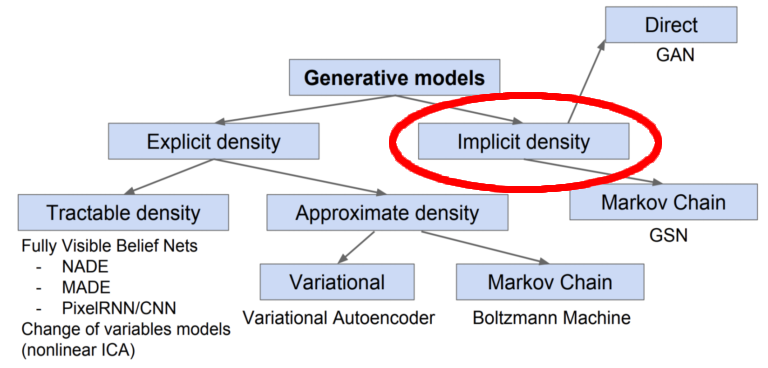 Direct
GAN
Generative models
Explicit density
Implicit density
Tractable density
Approximate density
Markov Chain
GSN
Fully Visible Belief Nets
- NADE
- MADE
- PixelRNN/CNN
Change of variables models
(nonlinear ICA)
Variational
Variational Autoencoder
Markov Chain
Boltzmann Machine